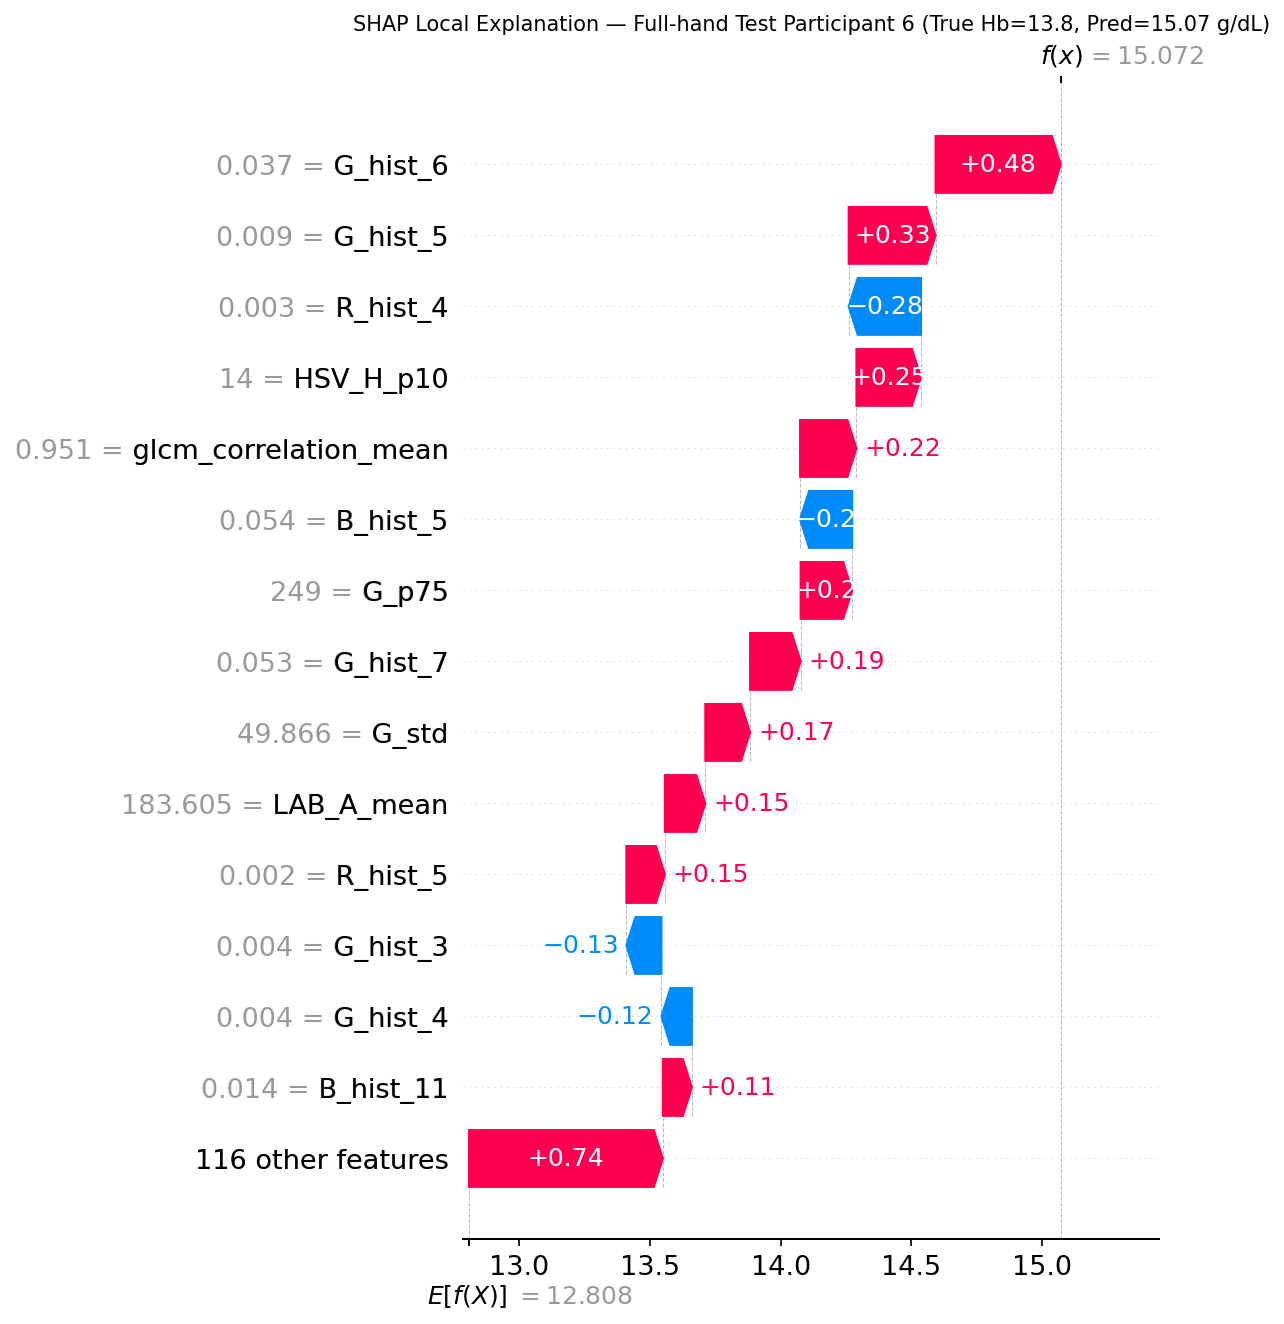 SHAP Local Explanation — Full-hand Test Participant 6 (True Hb=13.8, Pred=15.07 g/dL)
f(x) = 15.072
0.037 = G_hist_6 +0.48
0.009 = G_hist_5 +0.33
0.003 = R_hist_4 −0.28
14 = HSV_H_p10 +0.25
0.951 = glcm_correlation_mean +0.22
0.054 = B_hist_5 −0.2
249 = G_p75 +0.2
0.053 = G_hist_7 +0.19
49.866 = G_std +0.17
183.605 = LAB_A_mean +0.15
0.002 = R_hist_5 +0.15
0.004 = G_hist_3 −0.13
0.004 = G_hist_4 −0.12
0.014 = B_hist_11 +0.11
116 other features +0.74
13.0 13.5 14.0 14.5 15.0
E[f(X)] = 12.808